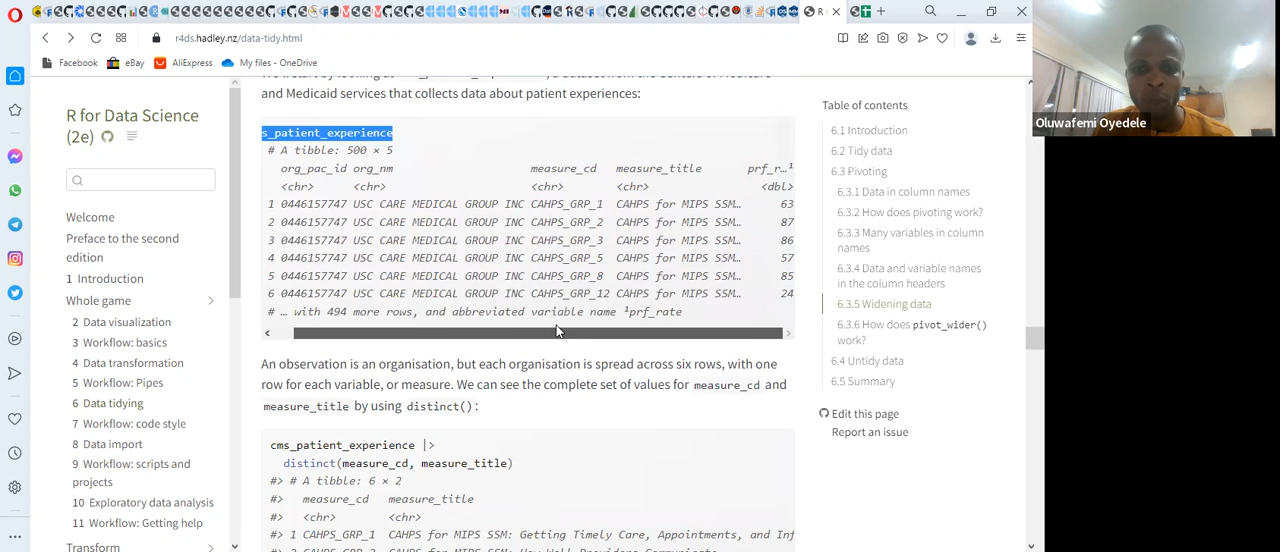 R
r4ds.hadley.nz/data-tidy.html
Facebook
eBay
AliExpress
My files - OneDrive
R for Data Science
(2e)
Welcome
Preface to the second
edition
1 Introduction
Whole game
2 Data visualization
3 Workflow: basics
4 Data transformation
5 Workflow: Pipes
6 Data tidying
7 Workflow: code style
8 Data import
9 Workflow: scripts and
projects
10 Exploratory data analysis
11 Workflow: Getting help
Transform
and Medicaid services that collects data about patient experiences:
s_patient_experience
# A tibble: 500 × 5
org_pac_id org_nm measure_cd measure_title prf_r…¹
<chr> <chr> <chr> <chr> <dbl>
1 0446157747 USC CARE MEDICAL GROUP INC CAHPS_GRP_1 CAHPS for MIPS SSM… 63
2 0446157747 USC CARE MEDICAL GROUP INC CAHPS_GRP_2 CAHPS for MIPS SSM… 87
3 0446157747 USC CARE MEDICAL GROUP INC CAHPS_GRP_3 CAHPS for MIPS SSM… 86
4 0446157747 USC CARE MEDICAL GROUP INC CAHPS_GRP_5 CAHPS for MIPS SSM… 57
5 0446157747 USC CARE MEDICAL GROUP INC CAHPS_GRP_8 CAHPS for MIPS SSM… 85
6 0446157747 USC CARE MEDICAL GROUP INC CAHPS_GRP_12 CAHPS for MIPS SSM… 24
# … with 494 more rows, and abbreviated variable name ¹prf_rate
An observation is an organisation, but each organisation is spread across six rows, with one
row for each variable, or measure. We can see the complete set of values for measure_cd and
measure_title by using distinct():
cms_patient_experience |>
distinct(measure_cd, measure_title)
#> # A tibble: 6 × 2
#> measure_cd measure_title
#> <chr> <chr>
#> 1 CAHPS_GRP_1 CAHPS for MIPS SSM: Getting Timely Care, Appointments, and Inf
Table of contents
6.1 Introduction
6.2 Tidy data
6.3 Pivoting
6.3.1 Data in column names
6.3.2 How does pivoting work?
6.3.3 Many variables in column
names
6.3.4 Data and variable names
in the column headers
6.3.5 Widening data
6.3.6 How does pivot_wider()
work?
6.4 Untidy data
6.5 Summary
Edit this page
Report an issue
Oluwafemi Oyedele